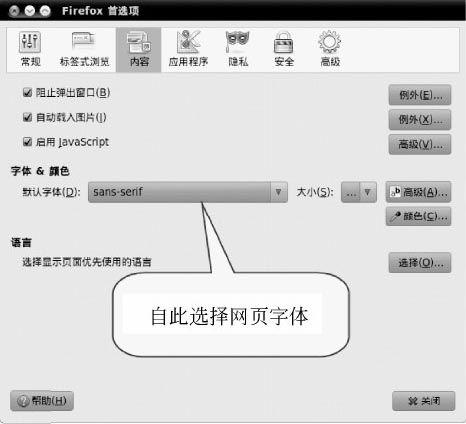 Firefox 首选项
常规 标签式浏览 内容 应用程序 隐私 安全 高级
阻止弹出窗口(B) 例外(E)...
自动载入图片(I) 例外(X)...
启用 JavaScript 高级(V)...
字体 & 颜色
默认字体(D): sans-serif 大小(S): ... 高级(A)...
颜色(C)...
语言
选择显示页面优先使用的语言 选择(O)...
自此选择网页字体
帮助(H) 关闭